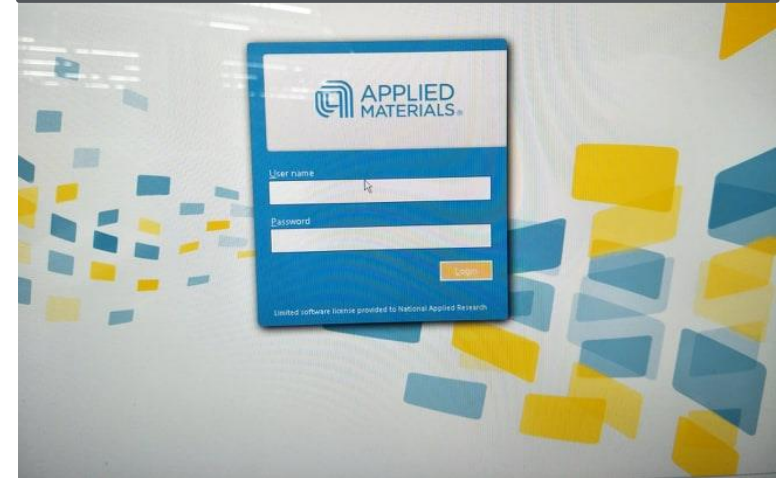 APPLIED
MATERIALS®
User name
Password
Login
Limited software license provided to National Applied Research